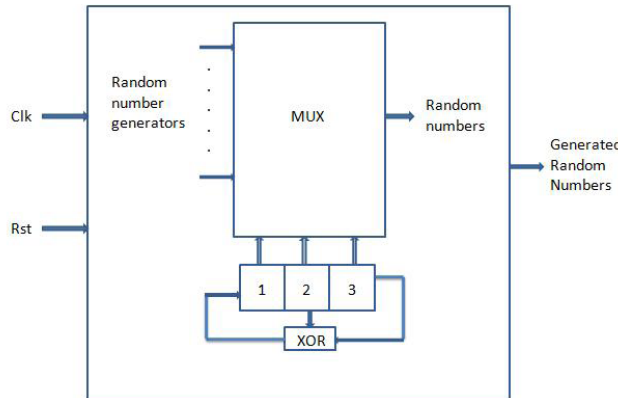 Clk
Rst
Random
number
generators
MUX
Random
numbers
Generated
Random
Numbers
1 2 3
XOR